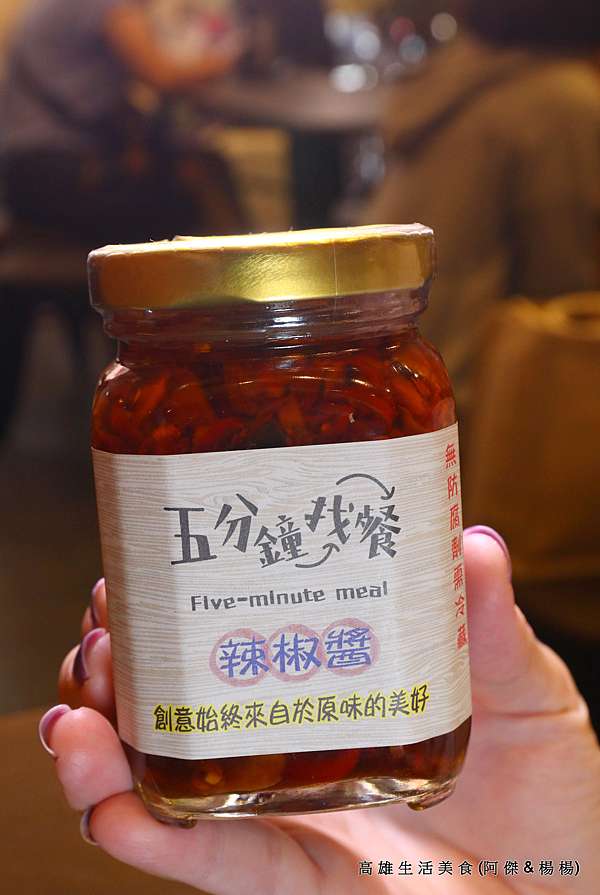 五分鐘找餐
Five-minute meal
辣椒醬
創意始終來自於原味的美好
無防腐劑需冷藏
高雄生活美食(阿傑&楊楊)